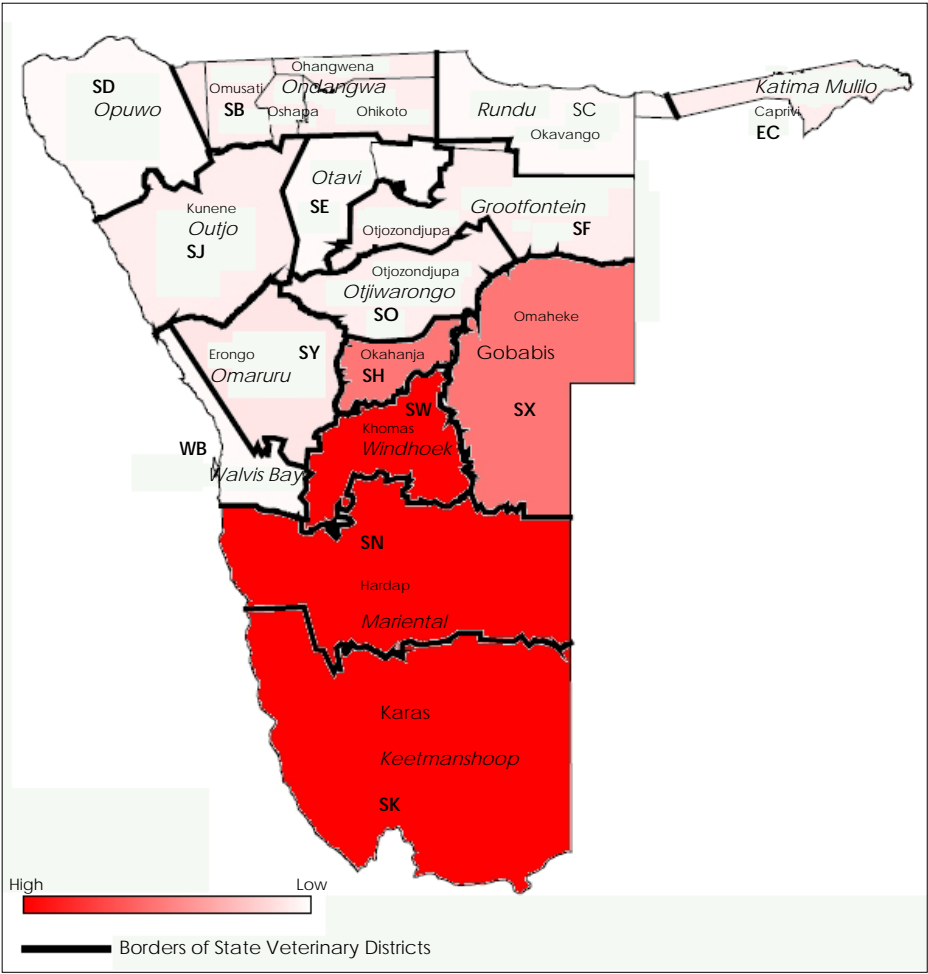 Ohangwena
SD
Omusati
Ondangwa
Katima Mulilo
Opuwo
SB
Oshapa
Ohikoto
Rundu
SC
Caprivi
Okavango
EC
Otavi
Kunene
SE
Grootfontein
Outjo
Otjozondjupa
SF
SJ
Otjozondjupa
Otjiwarongo
SO
Omaheke
Erongo
SY
Okahanja
Gobabis
Omaruru
SH
SW
SX
Khomas
WB
Windhoek
Walvis Bay
SN
Hardap
Mariental
Karas
Keetmanshoop
SK
High
Low
Borders of State Veterinary Districts